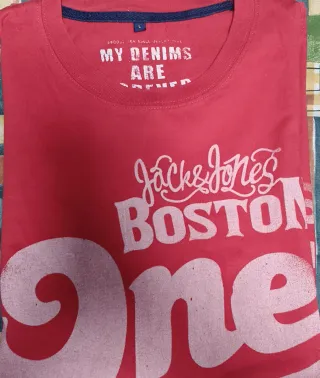 L
MY DENIMS
ARE
Jack&Jones
BOSTON
One